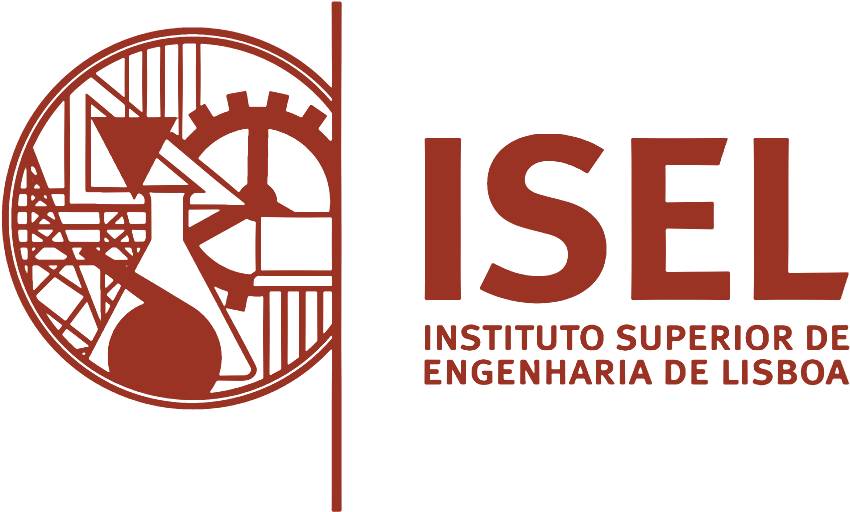 ISEL
INSTITUTO SUPERIOR DE
ENGENHARIA DE LISBOA